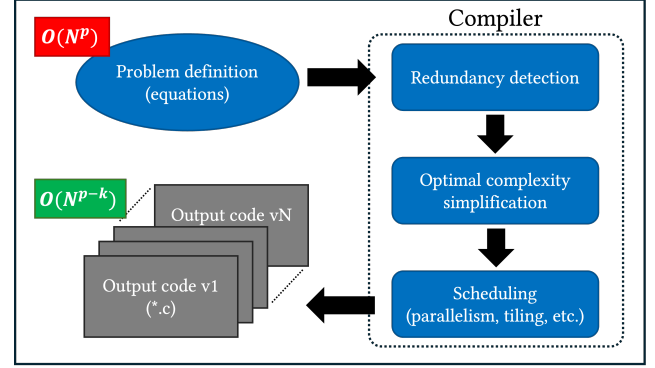 Compiler
O(N^p)
Problem definition
(equations)
Redundancy detection
Optimal complexity
simplification
Scheduling
(parallelism, tiling, etc.)
O(N^{p-k})
Output code vN
Output code v1
(*.c)